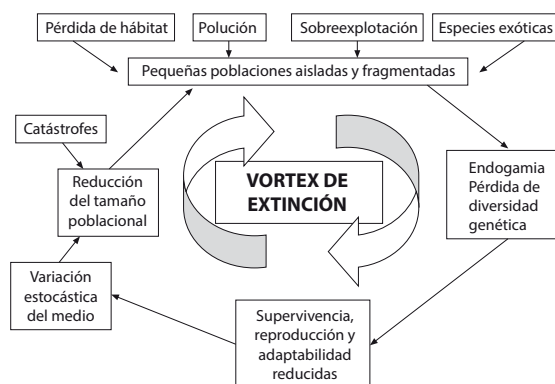 Pérdida de hábitat
Polución
Sobreexplotación
Especies exóticas
Pequeñas poblaciones aisladas y fragmentadas
Catástrofes
Reducción
del tamaño
poblacional
VORTEX DE
EXTINCIÓN
Endogamia
Pérdida de
diversidad
genética
Variación
estocástica
del medio
Supervivencia,
reproducción y
adaptabilidad
reducidas